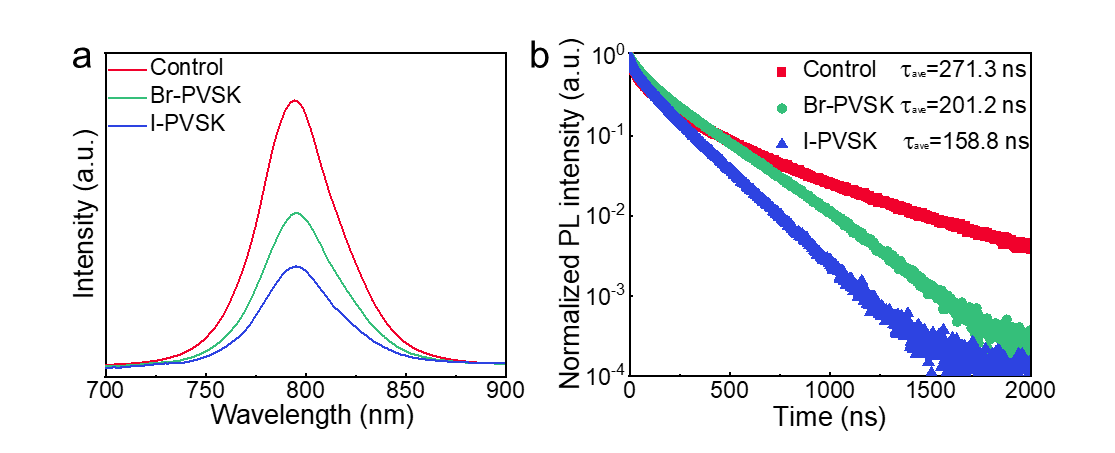 a
Control
Br-PVSK
I-PVSK
Intensity (a.u.)
700 750 800 850 900
Wavelength (nm)
b
Control τave=271.3 ns
Br-PVSK τave=201.2 ns
I-PVSK τave=158.8 ns
Normalized PL intensity (a.u.)
10^0
10^-1
10^-2
10^-3
10^-4
0 500 1000 1500 2000
Time (ns)